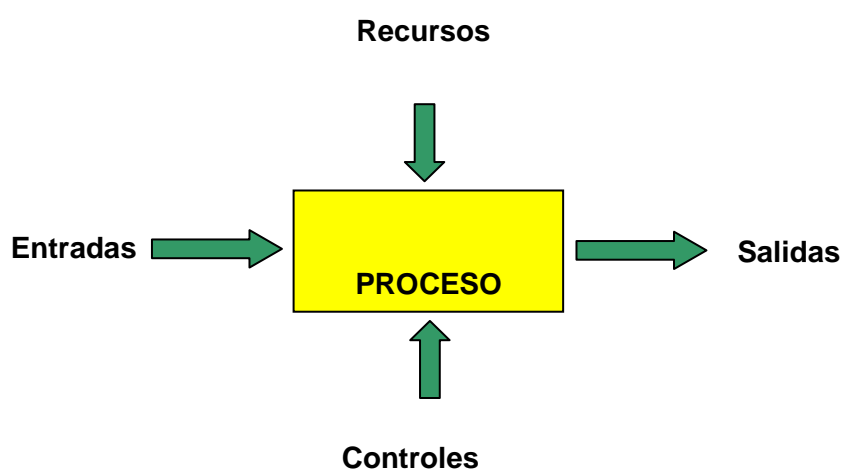 Recursos
Entradas
Salidas
PROCESO
Controles